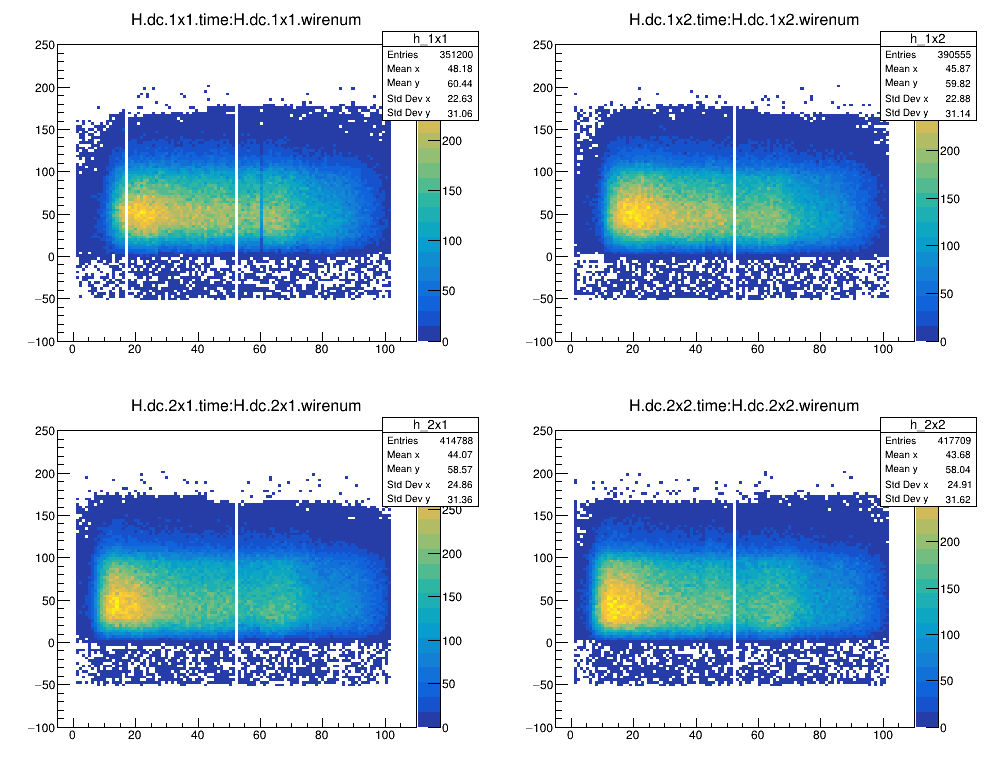 H.dc.1x1.time:H.dc.1x1.wirenum
h_1x1
Entries 351200
Mean x 48.18
Mean y 60.44
Std Dev x 22.63
Std Dev y 31.06
250
200
150
100
50
0
−50
−100
0 20 40 60 80 100
200
150
100
50
0
H.dc.1x2.time:H.dc.1x2.wirenum
h_1x2
Entries 390555
Mean x 45.87
Mean y 59.82
Std Dev x 22.88
Std Dev y 31.14
250
200
150
100
50
0
−50
−100
0 20 40 60 80 100
200
150
100
50
0
H.dc.2x1.time:H.dc.2x1.wirenum
h_2x1
Entries 414788
Mean x 44.07
Mean y 58.57
Std Dev x 24.86
Std Dev y 31.36
250
200
150
100
50
0
−50
−100
0 20 40 60 80 100
250
200
150
100
50
0
H.dc.2x2.time:H.dc.2x2.wirenum
h_2x2
Entries 417709
Mean x 43.68
Mean y 58.04
Std Dev x 24.91
Std Dev y 31.62
250
200
150
100
50
0
−50
−100
0 20 40 60 80 100
200
150
100
50
0